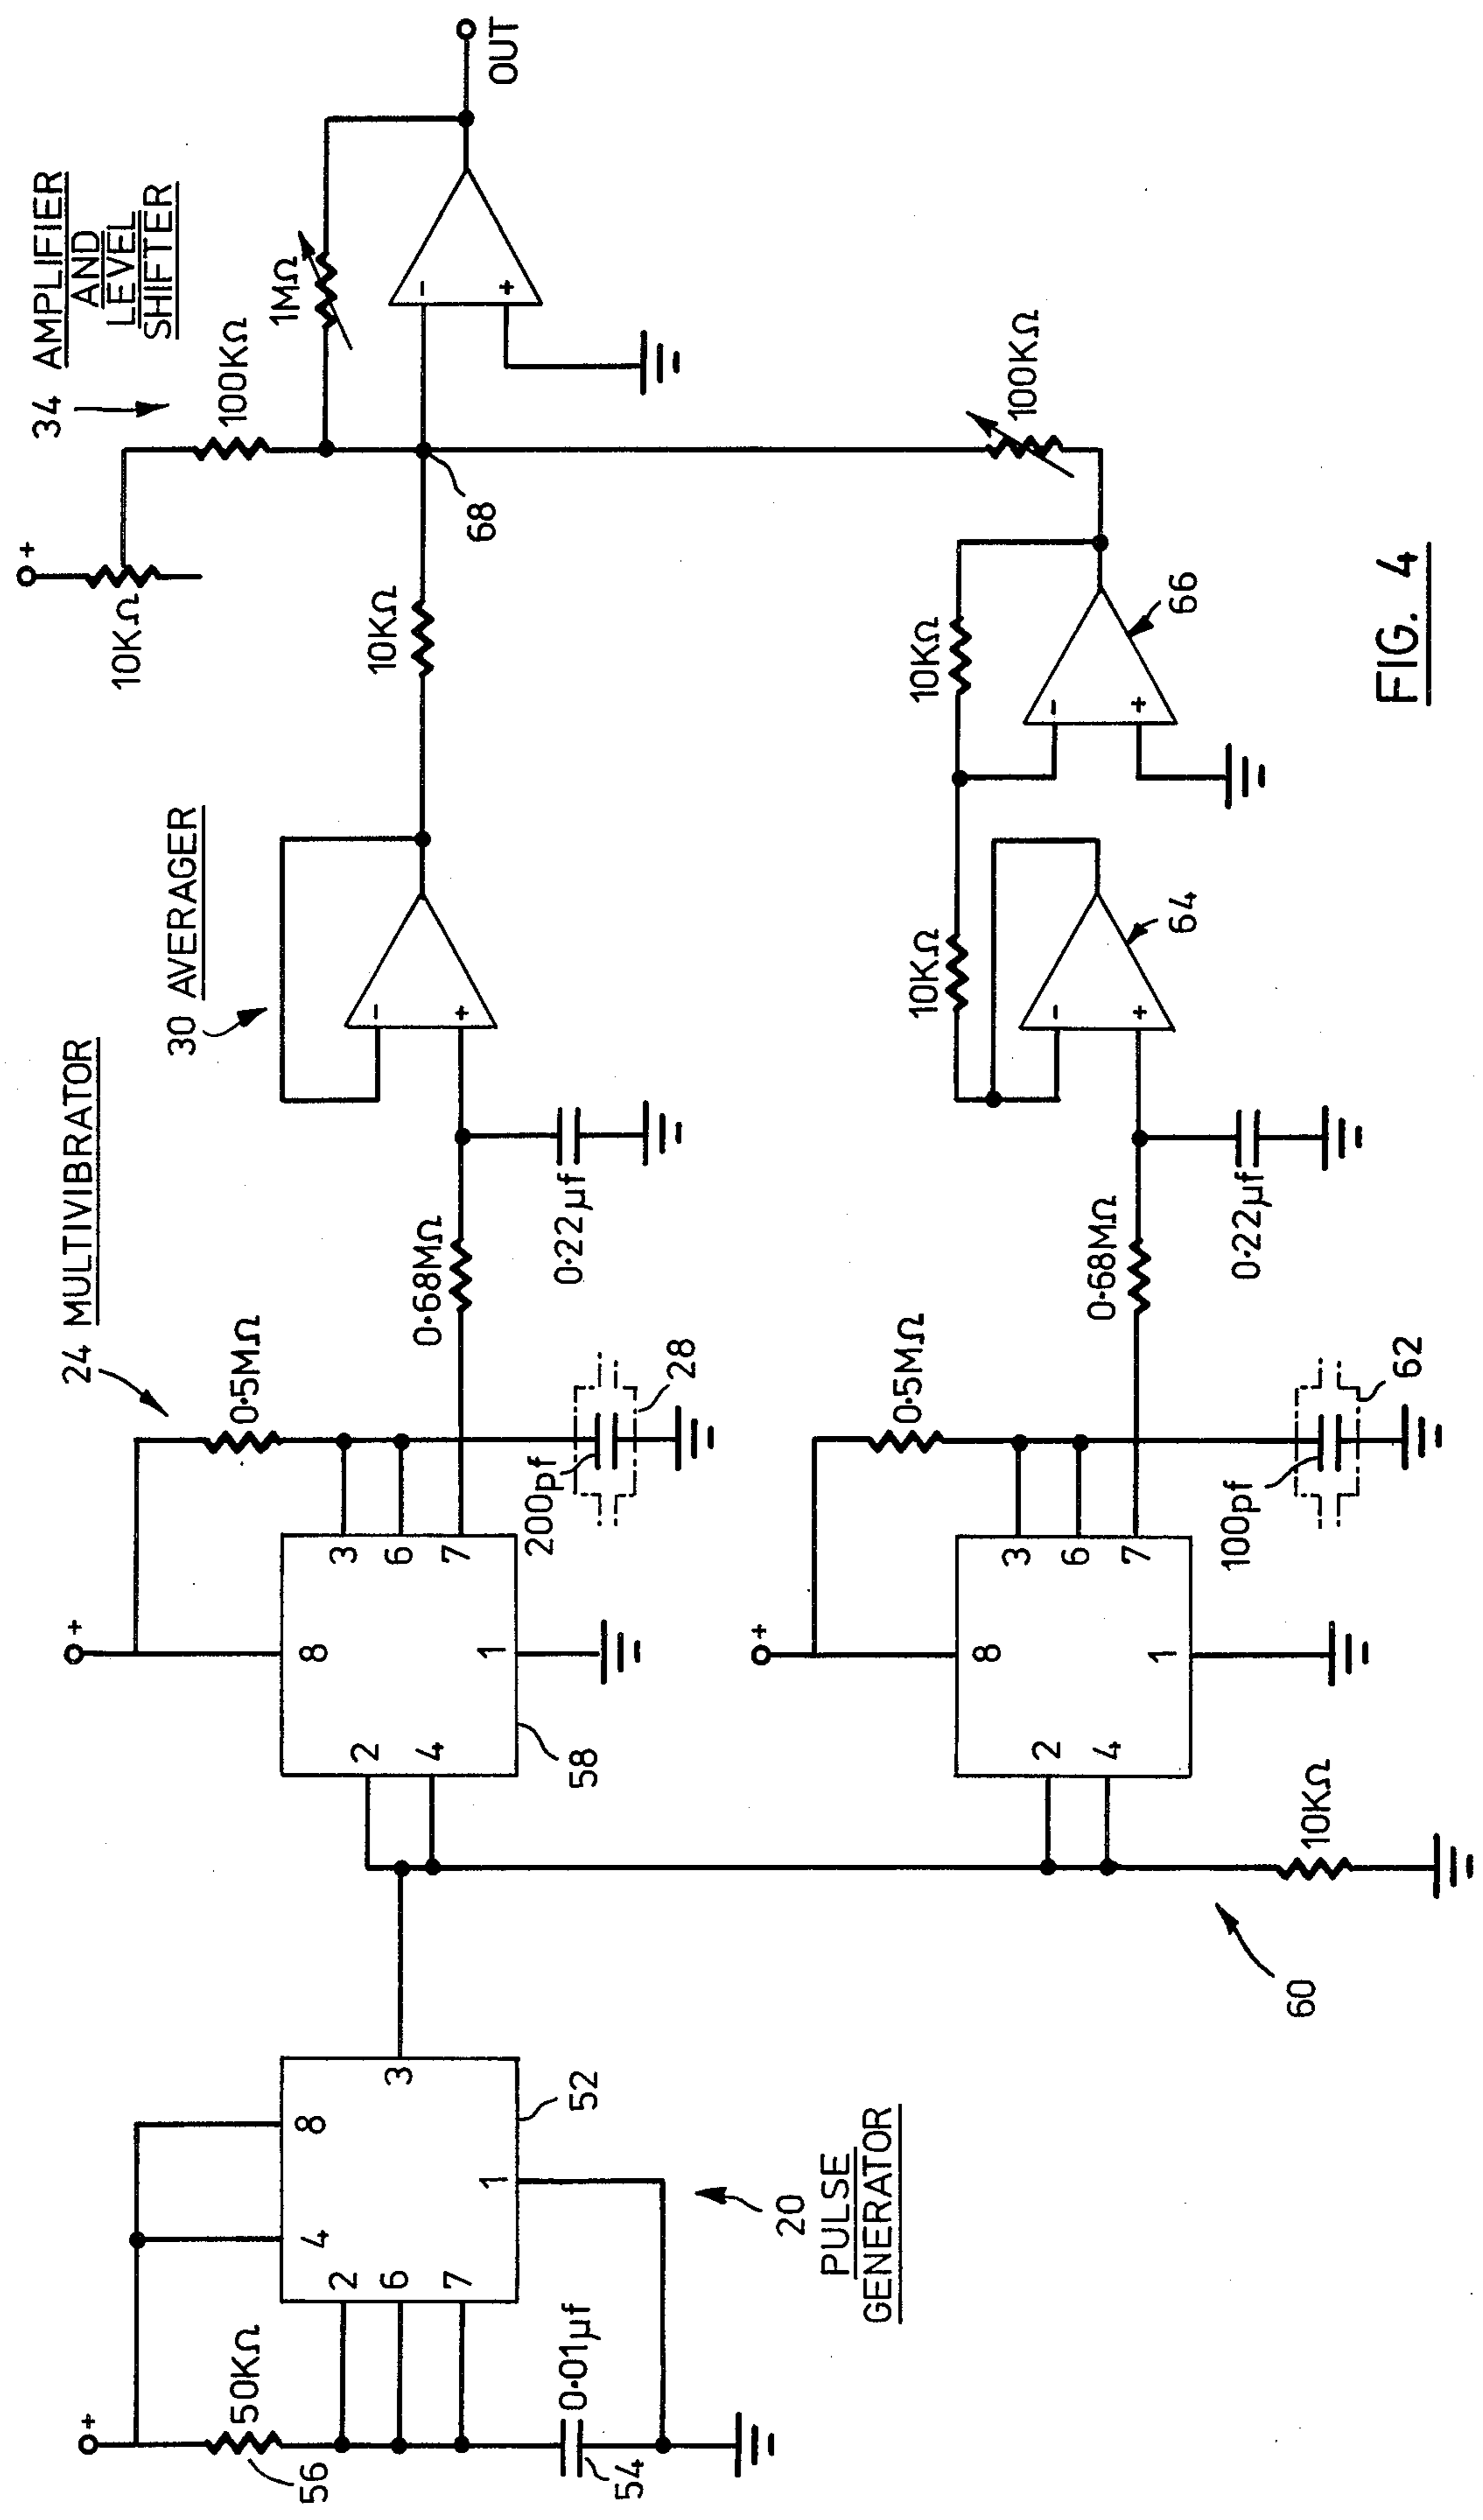 34 AMPLIFIER
AND
LEVEL
SHIFTER
30 AVERAGER
24 MULTIVIBRATOR
+
10KΩ
100KΩ
1MΩ
-
+
OUT
68
10KΩ
-
+
0.22µf
0.68MΩ
0.5MΩ
+
8
3
6
7
2
4
1
58
200pf
28
+
50KΩ
56
4
8
2
6
7
3
1
52
0.01µf
54
20
PULSE
GENERATOR
+
0.5MΩ
8
3
6
7
2
4
1
100pf
62
0.68MΩ
0.22µf
-
+
64
10KΩ
10KΩ
-
+
66
100KΩ
10KΩ
60
FIG. 4